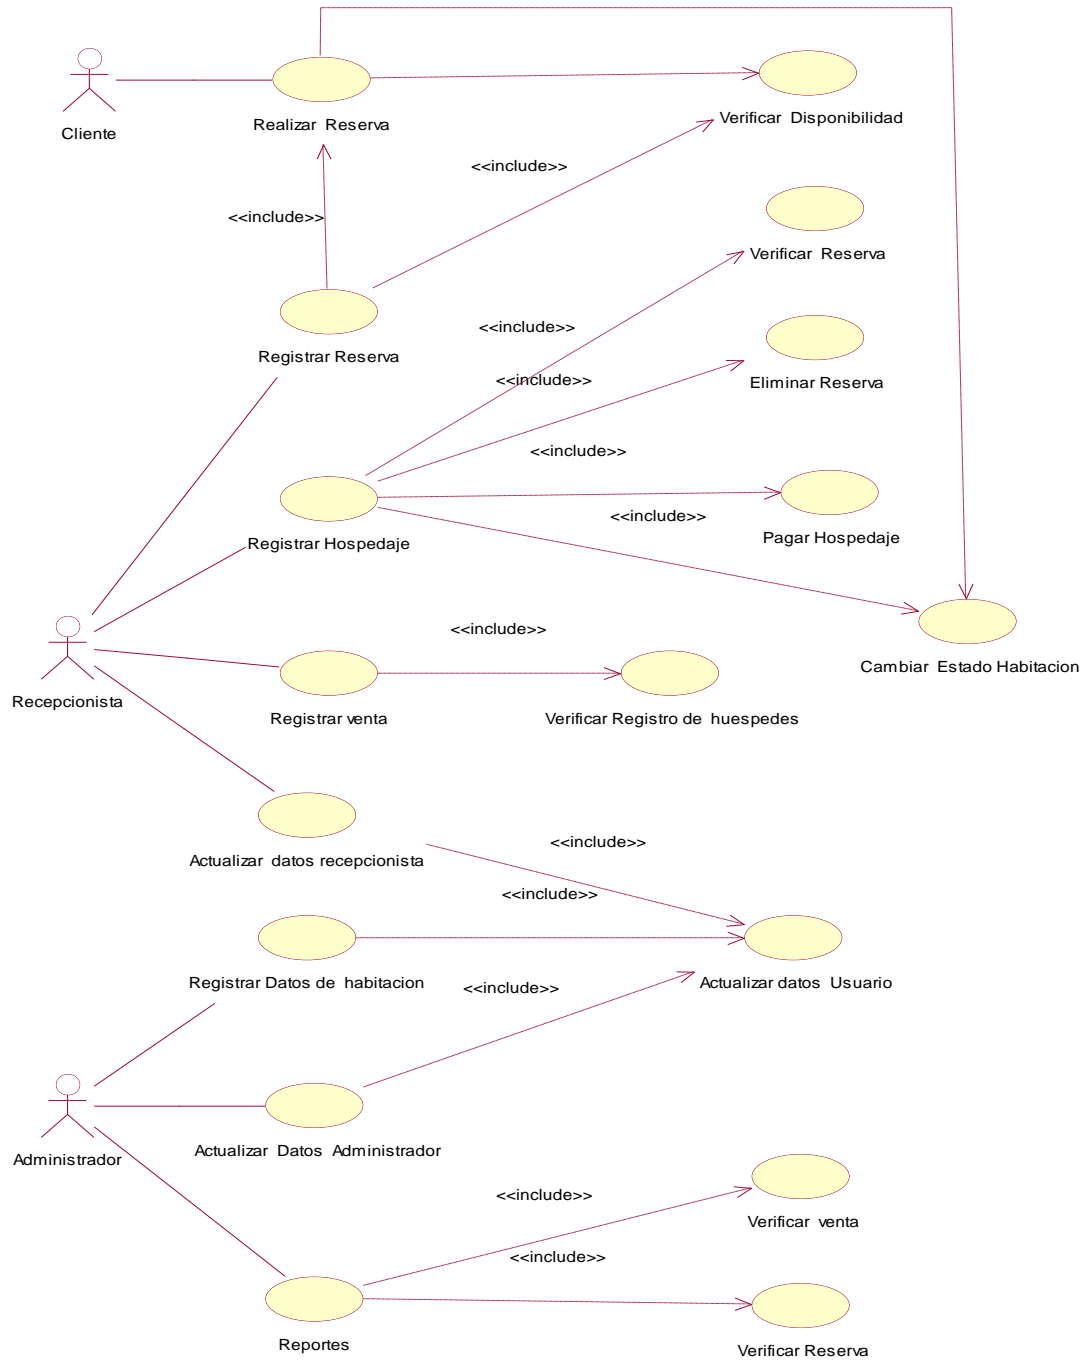 Cliente
Realizar Reserva
Verificar Disponibilidad
<<include>>
<<include>>
Verificar Reserva
Registrar Reserva
<<include>>
Eliminar Reserva
<<include>>
<<include>>
Registrar Hospedaje
<<include>>
Pagar Hospedaje
Recepcionista
<<include>>
Cambiar Estado Habitacion
Registrar venta
Verificar Registro de huespedes
Actualizar datos recepcionista
<<include>>
<<include>>
Registrar Datos de habitacion
<<include>>
Actualizar datos Usuario
Administrador
Actualizar Datos Administrador
<<include>>
Verificar venta
<<include>>
Reportes
Verificar Reserva